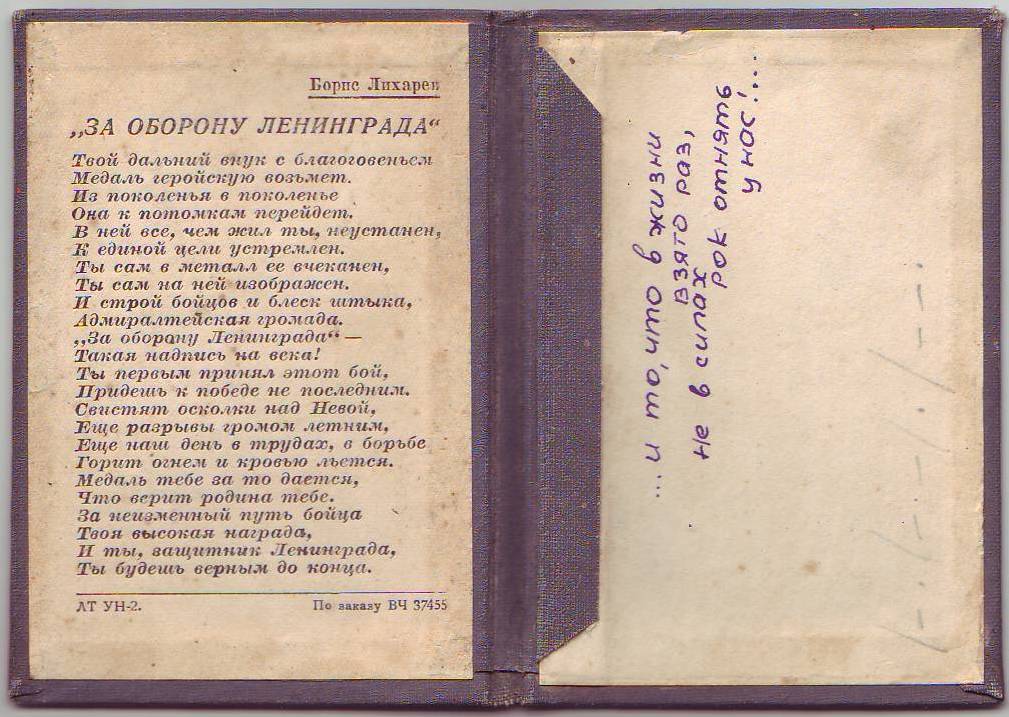 Борис Лихарев
„ЗА ОБОРОНУ ЛЕНИНГРАДА“
Твой дальний внук с благоговеньем
Медаль геройскую возьмет.
Из поколенья в поколенье
Она к потомкам перейдет.
В ней все, чем жил ты, неустанен,
К единой цели устремлен.
Ты сам в металл ее вчеканен,
Ты сам на ней изображен.
И строй бойцов и блеск штыка,
Адмиралтейская громада.
„За оборону Ленинграда“ —
Такая надпись на века!
Ты первым принял этот бой,
Придешь к победе не последним.
Свистят осколки над Невой,
Еще разрывы громом летним,
Еще наш день в трудах, в борьбе
Горит огнем и кровью льется.
Медаль тебе за то дается,
Что верит родина тебе.
За неизменный путь бойца
Твоя высокая награда,
И ты, защитник Ленинграда,
Ты будешь верным до конца.
ЛТ УН-2. По заказу ВЧ 37455
...и то, что в жизни
взято раз,
не в силах
рок отнять
у нас!...